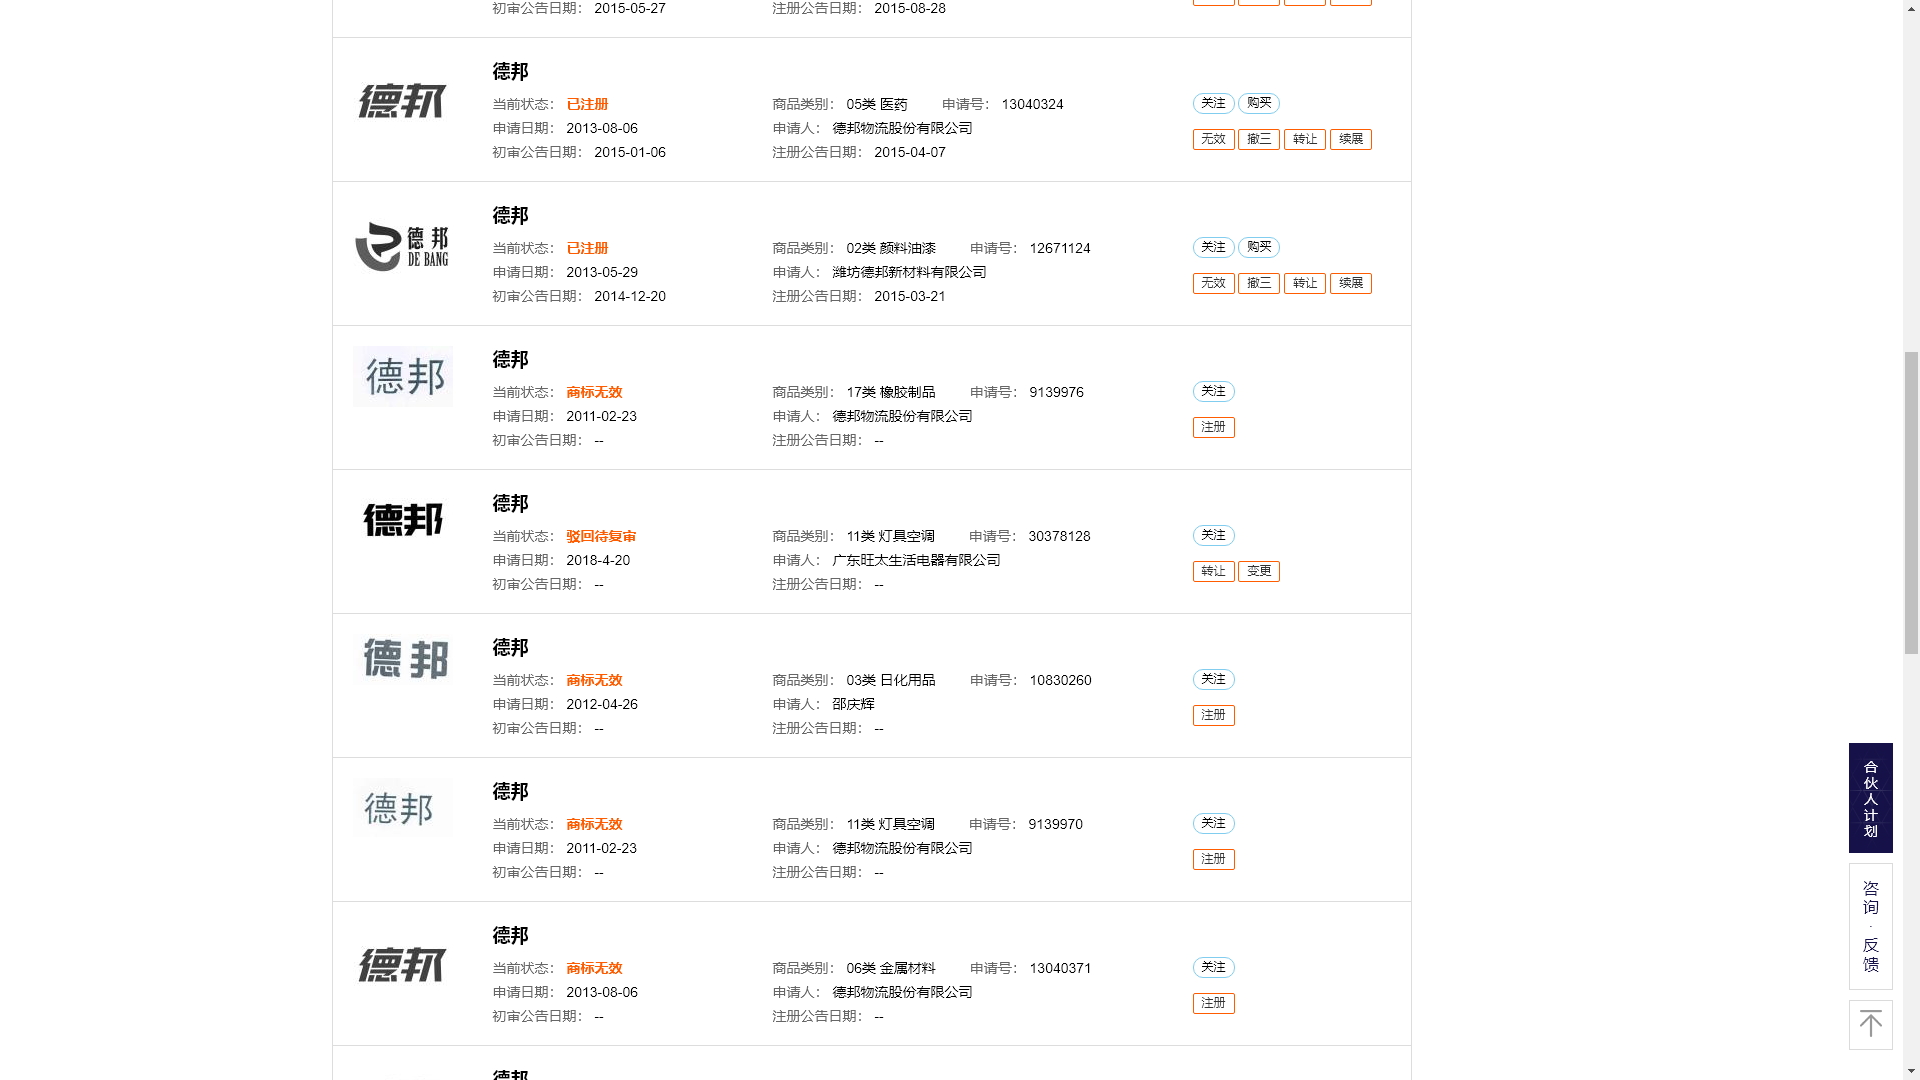 初审公告日期： 2015-05-27 注册公告日期： 2015-08-28
德邦
德邦
当前状态： 已注册 商品类别： 05类 医药 申请号： 13040324 关注 购买
申请日期： 2013-08-06 申请人： 德邦物流股份有限公司 无效 撤三 转让 续展
初审公告日期： 2015-01-06 注册公告日期： 2015-04-07
德邦
德邦
DE BANG
当前状态： 已注册 商品类别： 02类 颜料油漆 申请号： 12671124 关注 购买
申请日期： 2013-05-29 申请人： 潍坊德邦新材料有限公司 无效 撤三 转让 续展
初审公告日期： 2014-12-20 注册公告日期： 2015-03-21
德邦
德邦
当前状态： 商标无效 商品类别： 17类 橡胶制品 申请号： 9139976 关注
申请日期： 2011-02-23 申请人： 德邦物流股份有限公司 注册
初审公告日期： -- 注册公告日期： --
德邦
德邦
当前状态： 驳回待复审 商品类别： 11类 灯具空调 申请号： 30378128 关注
申请日期： 2018-4-20 申请人： 广东旺太生活电器有限公司 转让 变更
初审公告日期： -- 注册公告日期： --
德邦
德邦
当前状态： 商标无效 商品类别： 03类 日化用品 申请号： 10830260 关注
申请日期： 2012-04-26 申请人： 邵庆辉 注册
初审公告日期： -- 注册公告日期： --
德邦
德邦
当前状态： 商标无效 商品类别： 11类 灯具空调 申请号： 9139970 关注
申请日期： 2011-02-23 申请人： 德邦物流股份有限公司 注册
初审公告日期： -- 注册公告日期： --
德邦
德邦
当前状态： 商标无效 商品类别： 06类 金属材料 申请号： 13040371 关注
申请日期： 2013-08-06 申请人： 德邦物流股份有限公司 注册
初审公告日期： -- 注册公告日期： --
德邦
合伙人计划
咨询·反馈